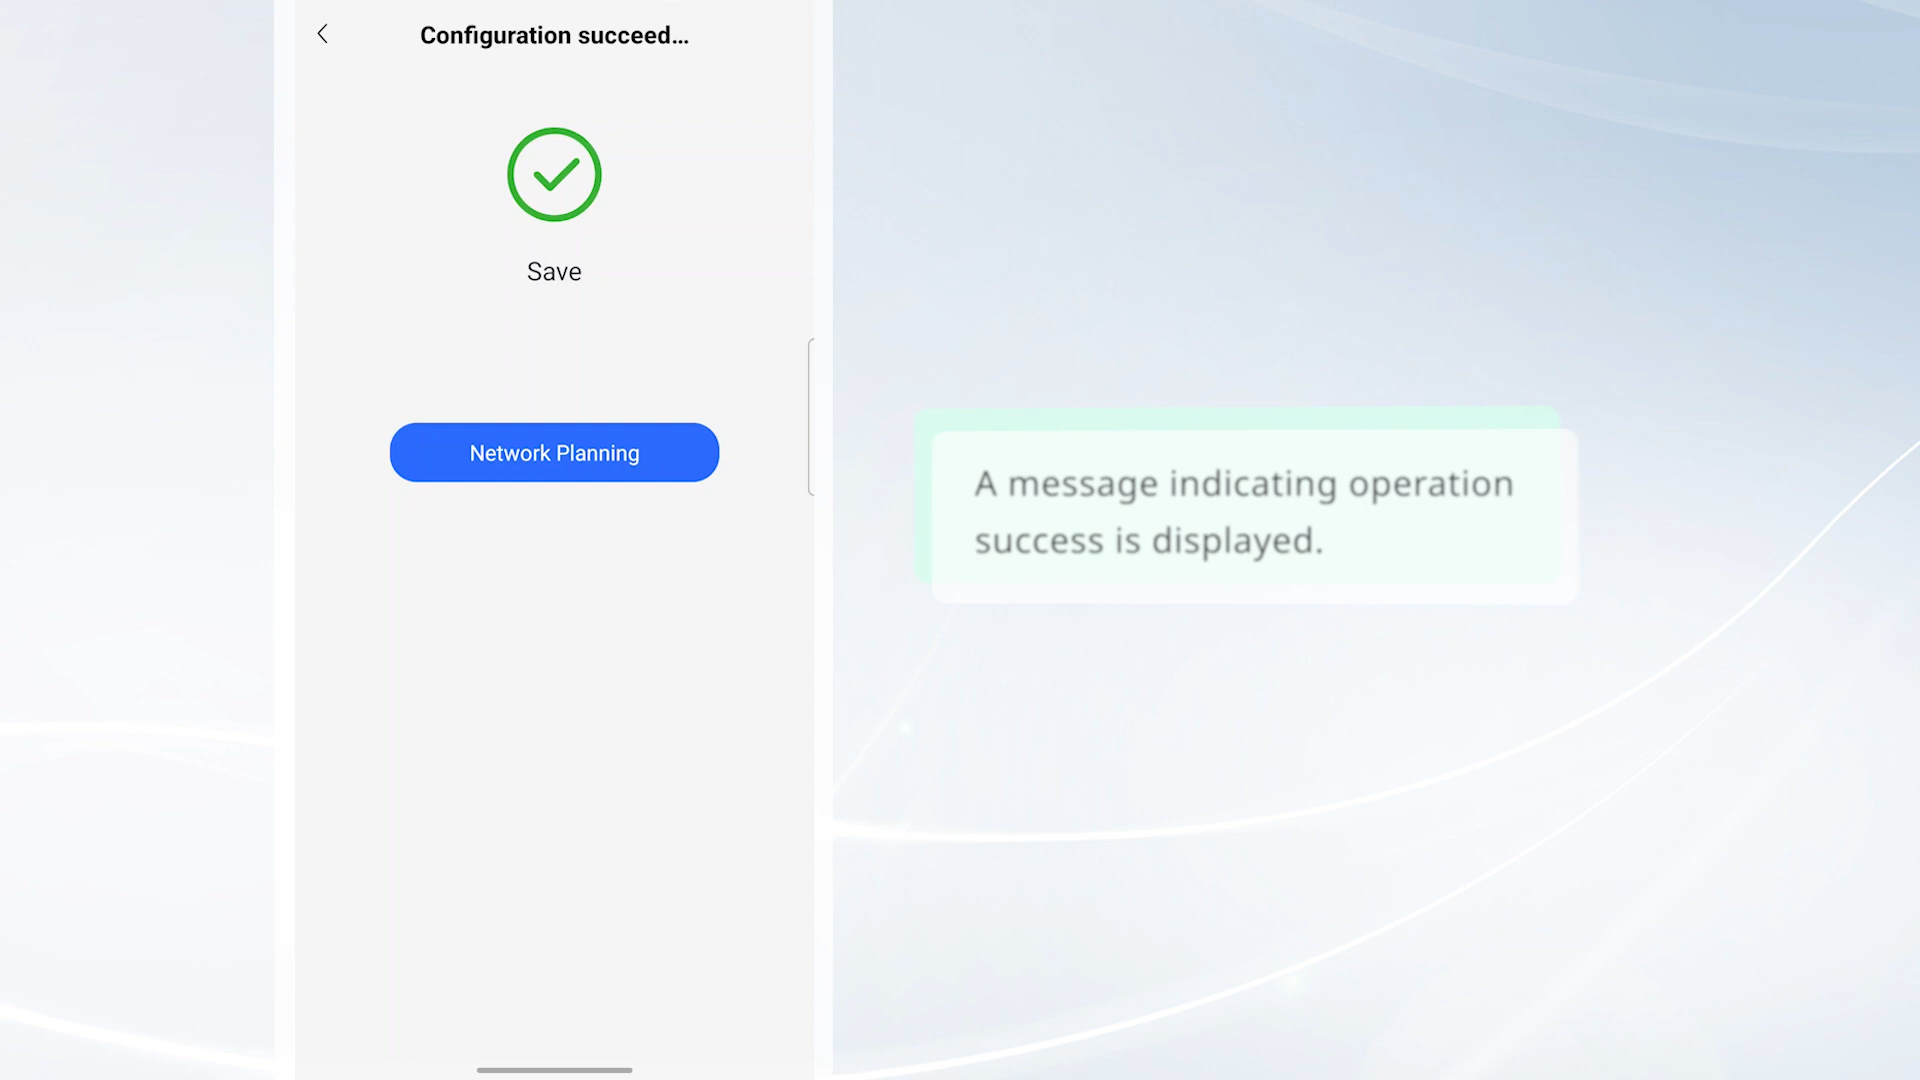 Configuration succeed...
Save
Network Planning
A message indicating operation
success is displayed.